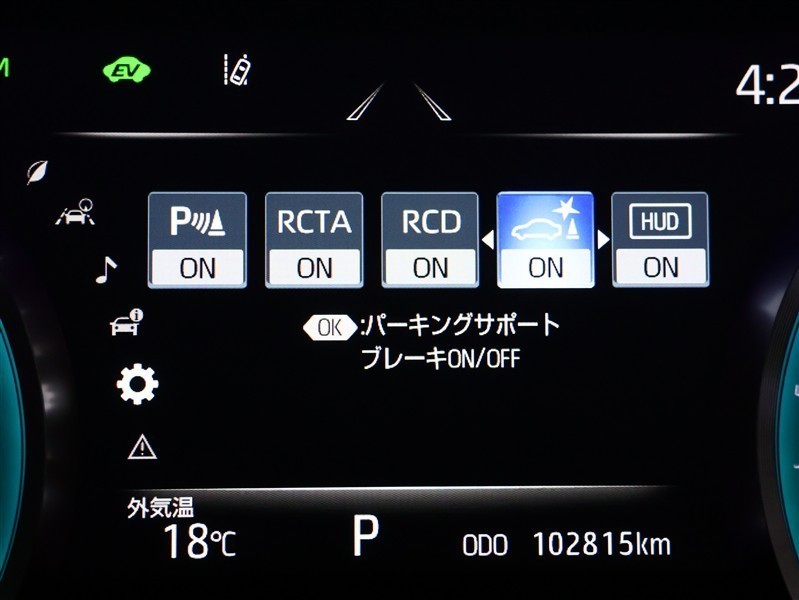 EV
4:2
P
RCTA
RCD
HUD
ON
ON
ON
ON
ON
OK :パーキングサポート
ブレーキON/OFF
外気温
18℃
P
ODO 102815km